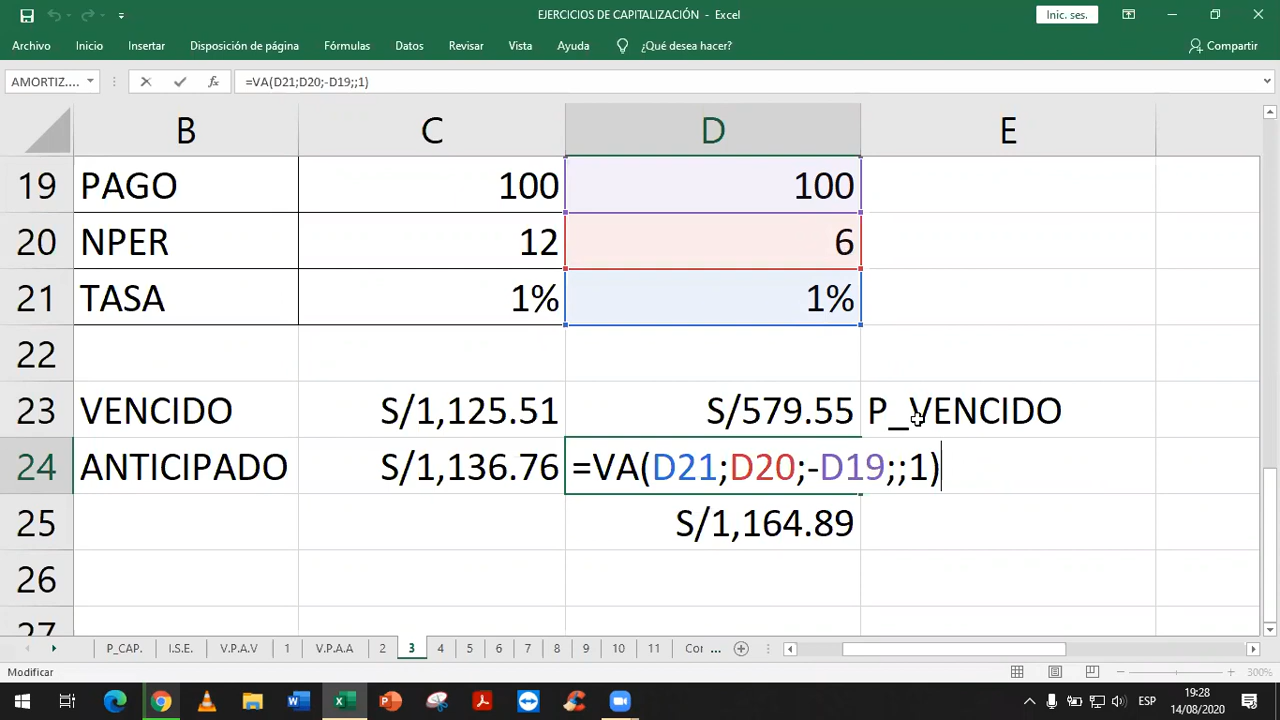 EJERCICIOS DE CAPITALIZACIÓN - Excel
Inic. ses.
Archivo Inicio Insertar Disposición de página Fórmulas Datos Revisar Vista Ayuda ¿Qué desea hacer? Compartir
AMORTIZ.... fx =VA(D21;D20;-D19;;1)
B C D E
19 PAGO 100 100
20 NPER 12 6
21 TASA 1% 1%
22
23 VENCIDO S/1,125.51 S/579.55 P_VENCIDO
24 ANTICIPADO S/1,136.76 =VA(D21;D20;-D19;;1)
25 S/1,164.89
26
27
P_CAP. I.S.E. V.P.A.V 1 V.P.A.A 2 3 4 5 6 7 8 9 10 11 Cor ...
Modificar 300%
ESP 19:28
14/08/2020